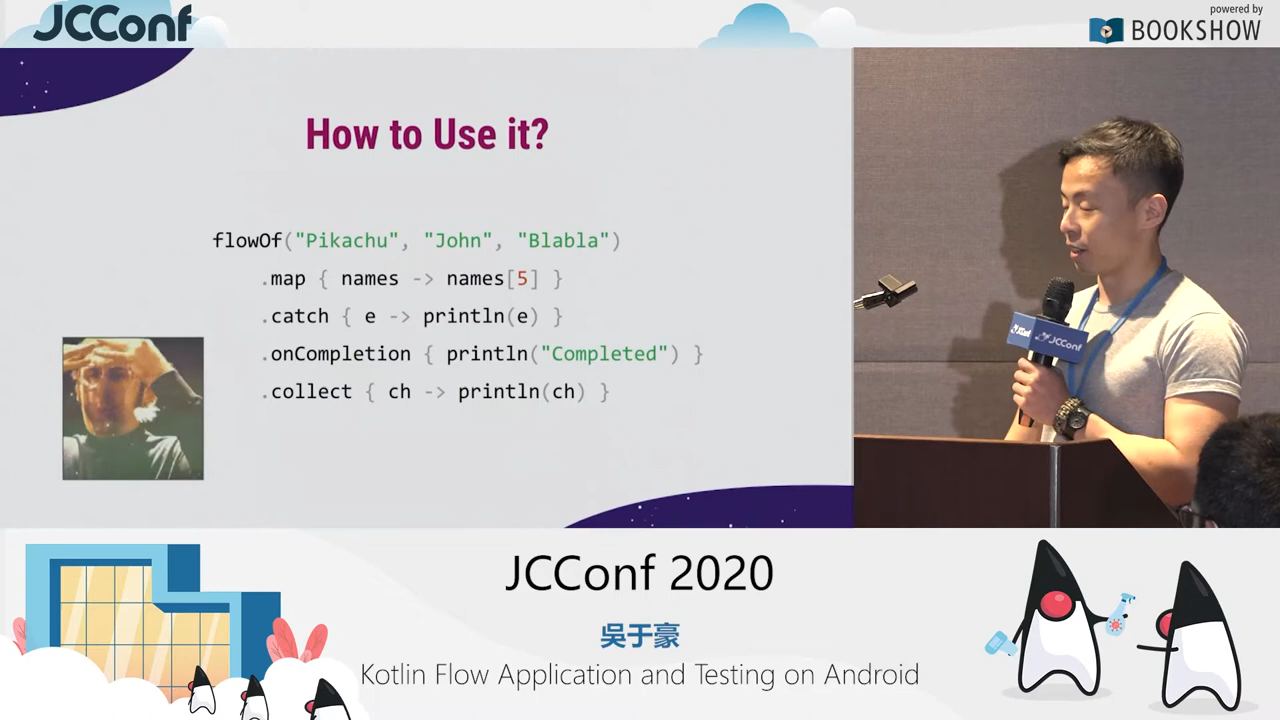 JCConf
powered by
BOOKSHOW
How to Use it?
flowOf("Pikachu", "John", "Blabla")
.map { names -> names[5] }
.catch { e -> println(e) }
.onCompletion { println("Completed") }
.collect { ch -> println(ch) }
JCConf
JCConf 2020
吳于豪
Kotlin Flow Application and Testing on Android